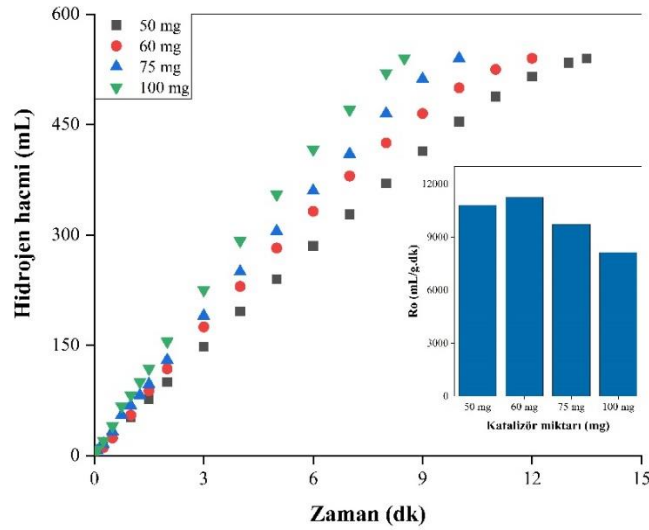 600
450
300
150
0
Hidrojen hacmi (mL)
0
3
6
9
12
15
Zaman (dk)
50 mg
60 mg
75 mg
100 mg
12000
9000
6000
3000
0
Ro (mL/g.dk)
50 mg
60 mg
75 mg
100 mg
Katalizör miktarı (mg)